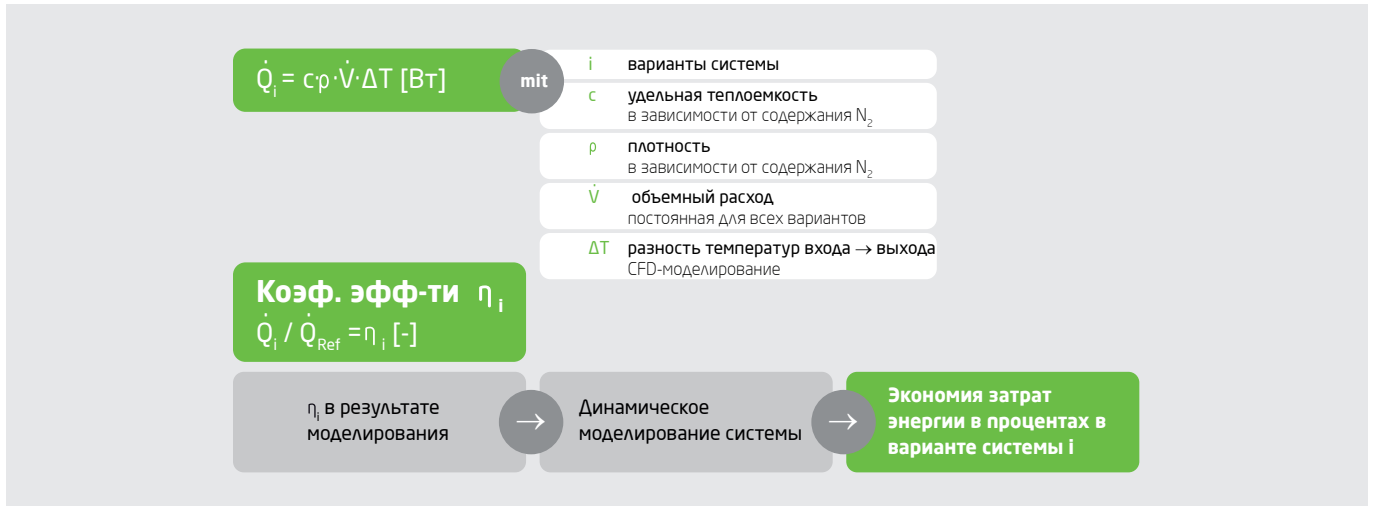 Q̇ᵢ = c·ρ·V̇·ΔT [Вт]
mit
i варианты системы
c удельная теплоемкость
в зависимости от содержания N₂
ρ плотность
в зависимости от содержания N₂
V̇ объемный расход
постоянная для всех вариантов
ΔT разность температур входа → выхода
CFD-моделирование
Коэф. эфф-ти η ᵢ
Q̇ᵢ / Q̇Ref = η ᵢ [-]
ηᵢ в результате
моделирования
→
Динамическое
моделирование системы
→
Экономия затрат
энергии в процентах в
варианте системы i